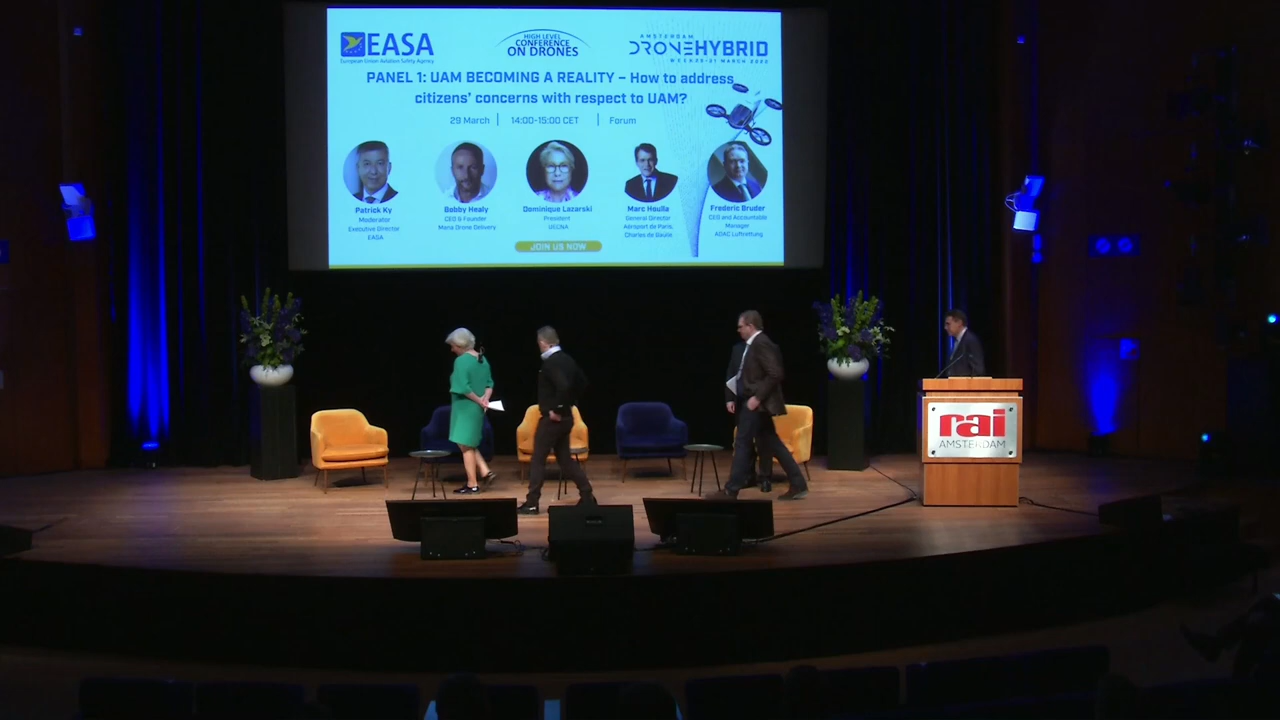 EASA
European Union Aviation Safety Agency
HIGH LEVEL
CONFERENCE
ON DRONES
AMSTERDAM
DRONEHYBRID
PANEL 1: UAM BECOMING A REALITY – How to address
citizens' concerns with respect to UAM?
29 March | 14:00-15:00 CET | Forum
Patrick Ky
Moderator
Executive Director
EASA
Bobby Healy
CEO & Founder
Mana Drone Delivery
Dominique Lazarski
President
UECNA
Marc Houlla
General Director
Aéroport de Paris,
Charles de Gaulle
Frederic Bruder
CEO and Accountable
Manager
ADAC Luftrettung
JOIN US NOW
rai
AMSTERDAM